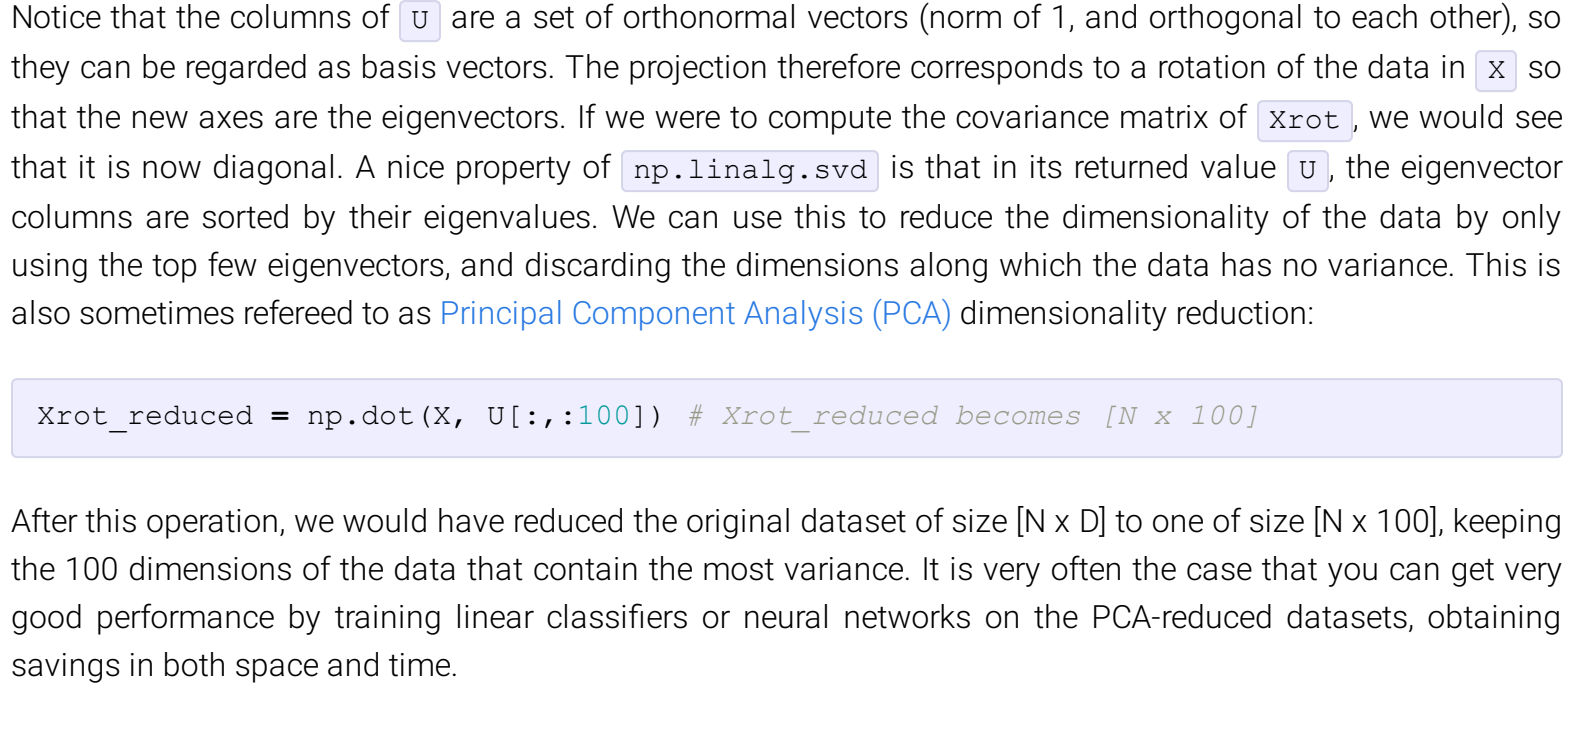 Notice that the columns of U are a set of orthonormal vectors (norm of 1, and orthogonal to each other), so
they can be regarded as basis vectors. The projection therefore corresponds to a rotation of the data in X so
that the new axes are the eigenvectors. If we were to compute the covariance matrix of Xrot, we would see
that it is now diagonal. A nice property of np.linalg.svd is that in its returned value U, the eigenvector
columns are sorted by their eigenvalues. We can use this to reduce the dimensionality of the data by only
using the top few eigenvectors, and discarding the dimensions along which the data has no variance. This is
also sometimes refereed to as Principal Component Analysis (PCA) dimensionality reduction:
Xrot_reduced = np.dot(X, U[:,:100]) # Xrot_reduced becomes [N x 100]
After this operation, we would have reduced the original dataset of size [N x D] to one of size [N x 100], keeping
the 100 dimensions of the data that contain the most variance. It is very often the case that you can get very
good performance by training linear classifiers or neural networks on the PCA-reduced datasets, obtaining
savings in both space and time.